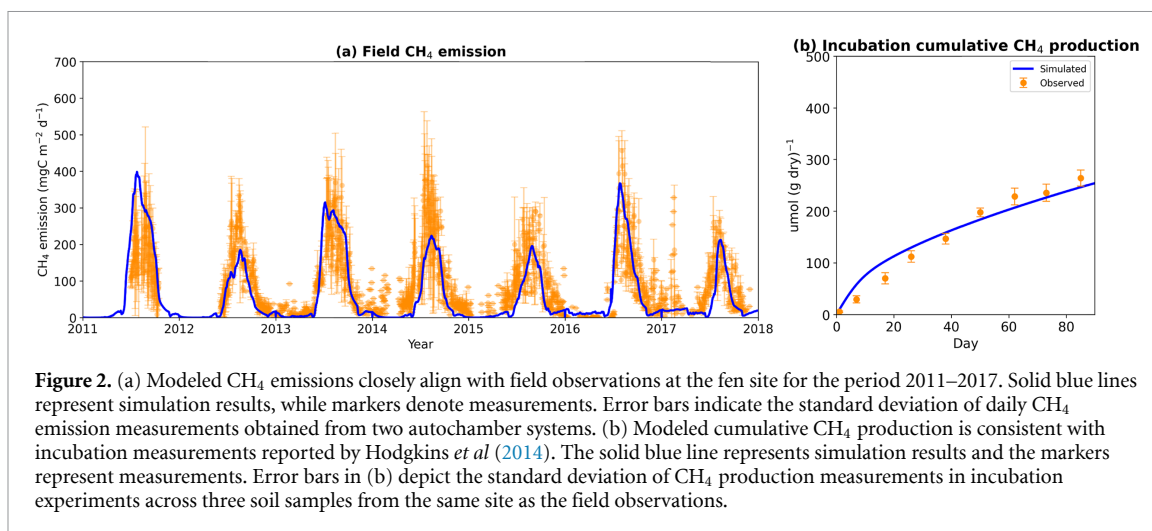 (a) Field CH₄ emission
700
600
500
400
300
200
100
0
CH₄ emission (mgC m⁻² d⁻¹)
2011 2012 2013 2014 2015 2016 2017 2018
Year
(b) Incubation cumulative CH₄ production
500
400
300
200
100
0
umol (g dry)⁻¹
Simulated
Observed
0 20 40 60 80
Day
Figure 2. (a) Modeled CH₄ emissions closely align with field observations at the fen site for the period 2011–2017. Solid blue lines
represent simulation results, while markers denote measurements. Error bars indicate the standard deviation of daily CH₄
emission measurements obtained from two autochamber systems. (b) Modeled cumulative CH₄ production is consistent with
incubation measurements reported by Hodgkins et al (2014). The solid blue line represents simulation results and the markers
represent measurements. Error bars in (b) depict the standard deviation of CH₄ production measurements in incubation
experiments across three soil samples from the same site as the field observations.